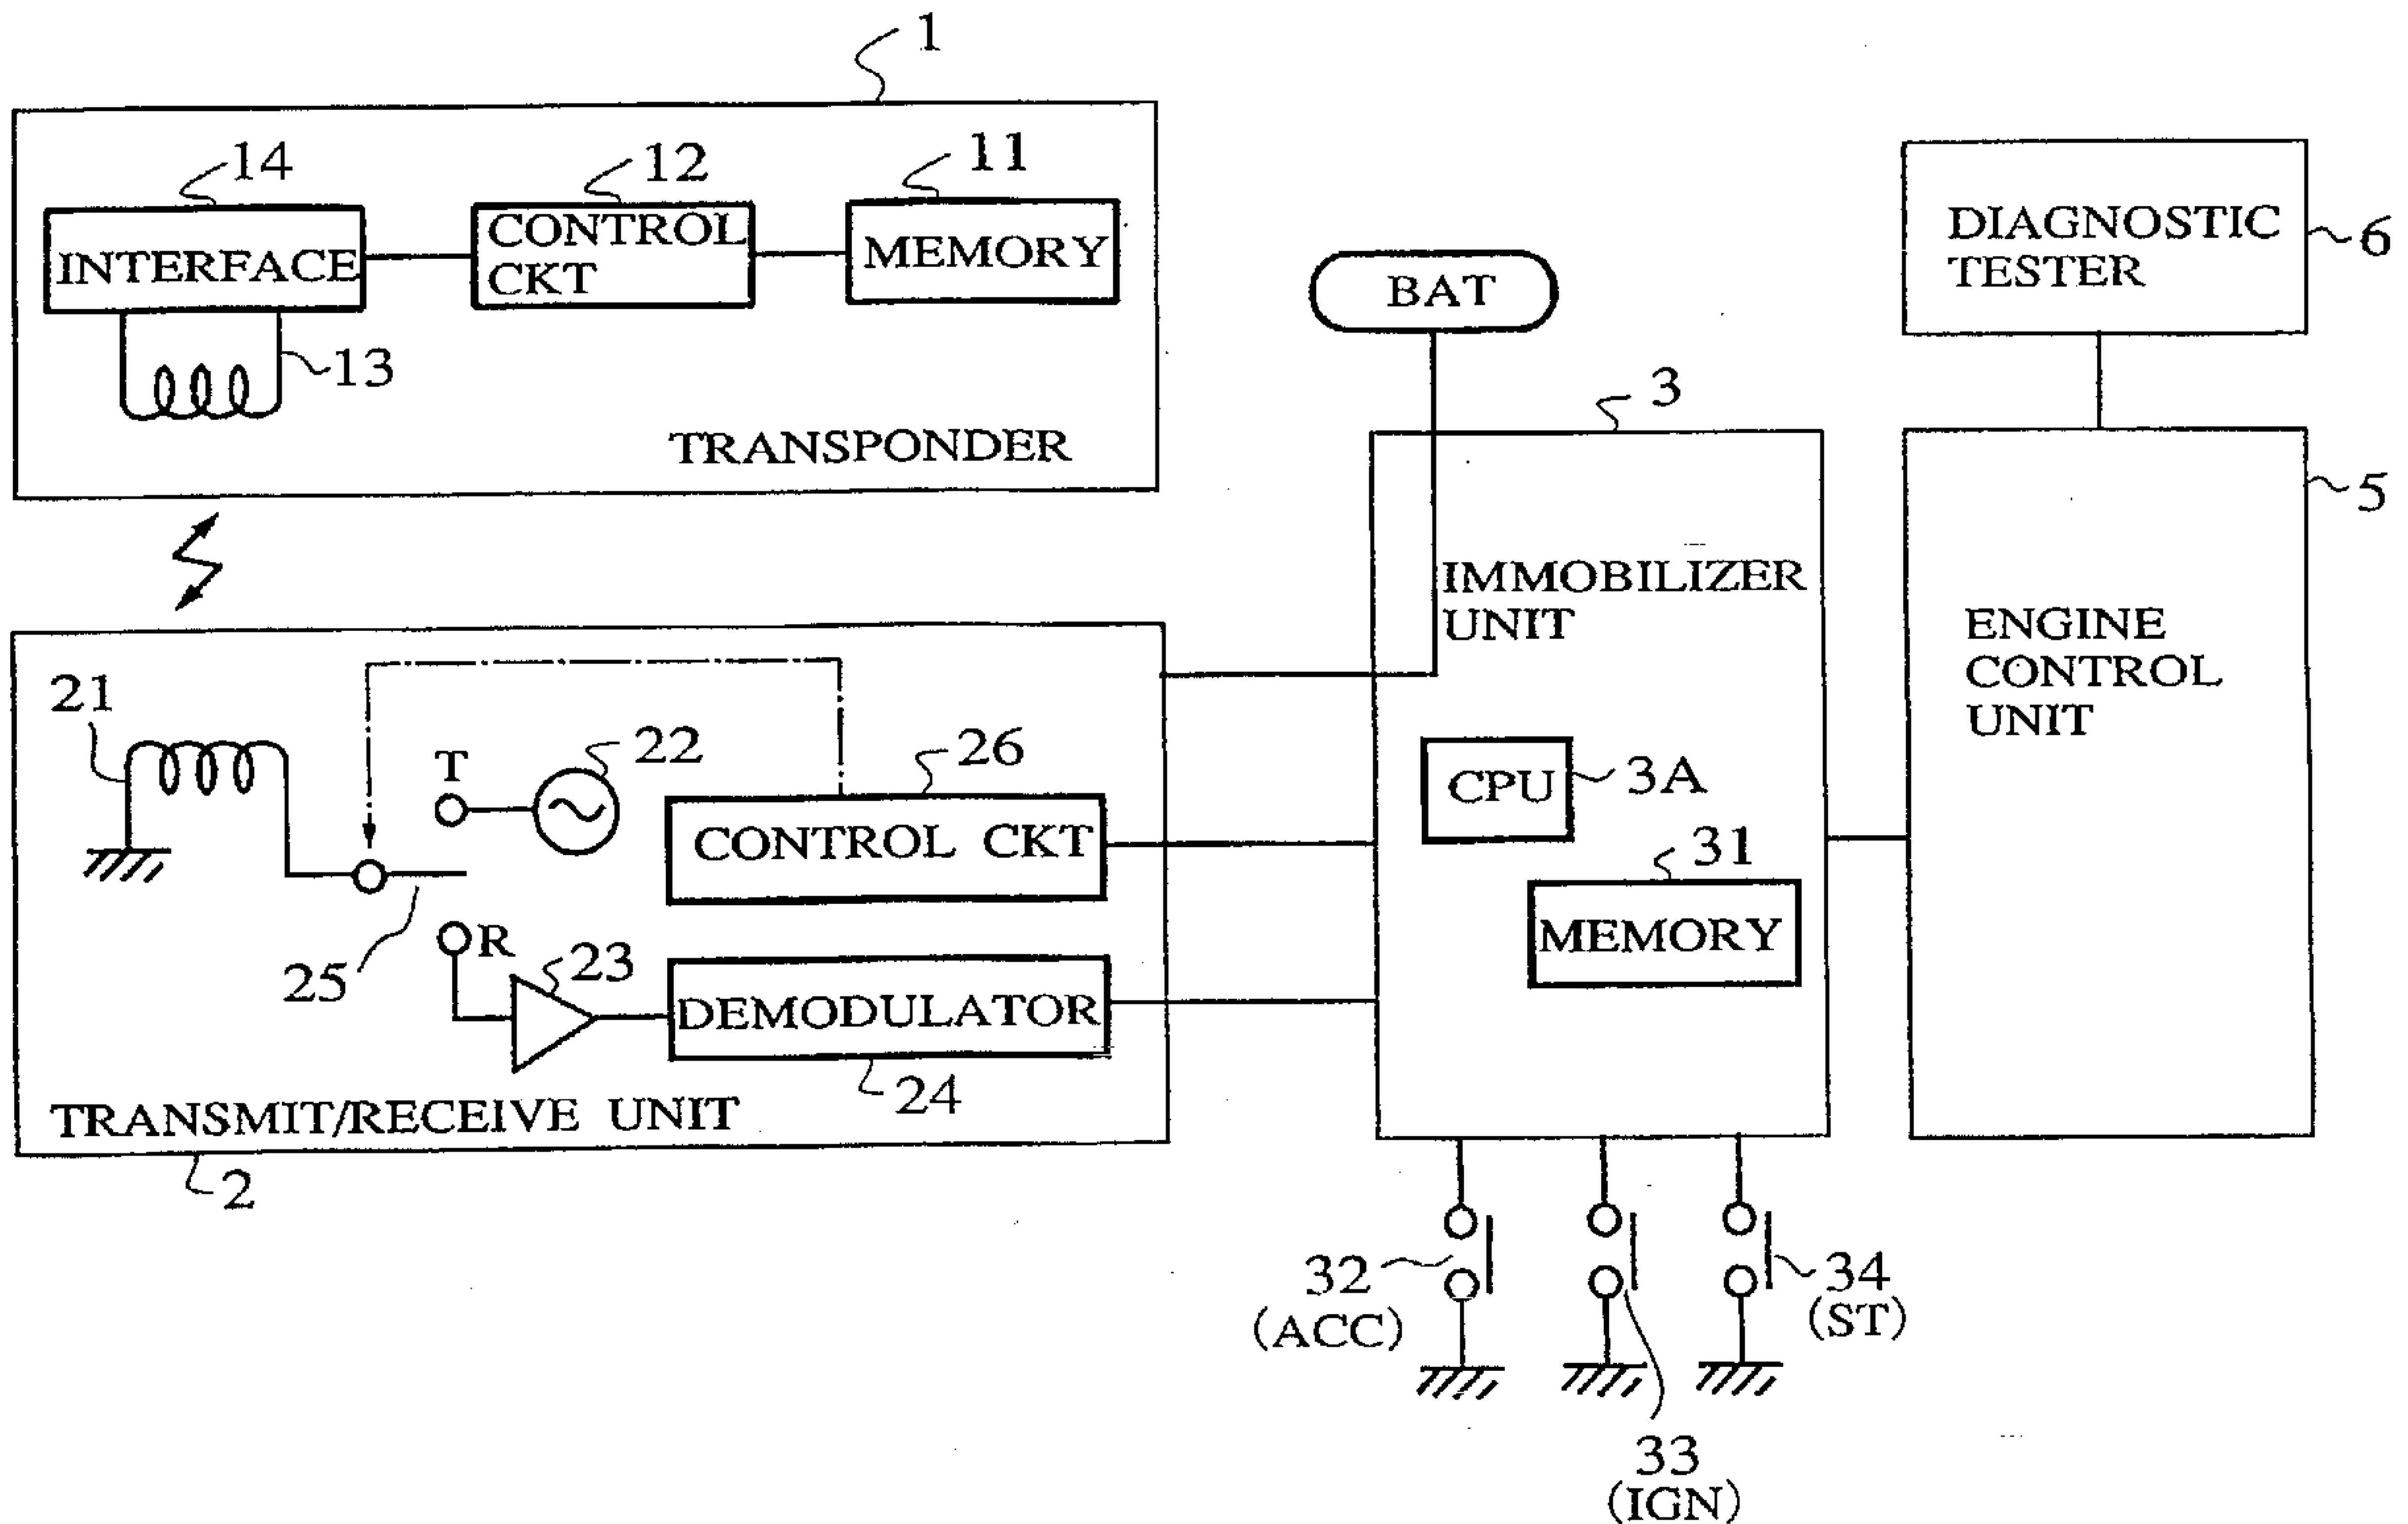 1
14
12
11
INTERFACE
CONTROL
CKT
MEMORY
13
TRANSPONDER
BAT
DIAGNOSTIC
TESTER
6
3
5
IMMOBILIZER
UNIT
ENGINE
CONTROL
UNIT
CPU
3A
31
MEMORY
21
T
22
26
CONTROL CKT
25
R
23
DEMODULATOR
24
TRANSMIT/RECEIVE UNIT
2
32
(ACC)
33
(IGN)
34
(ST)